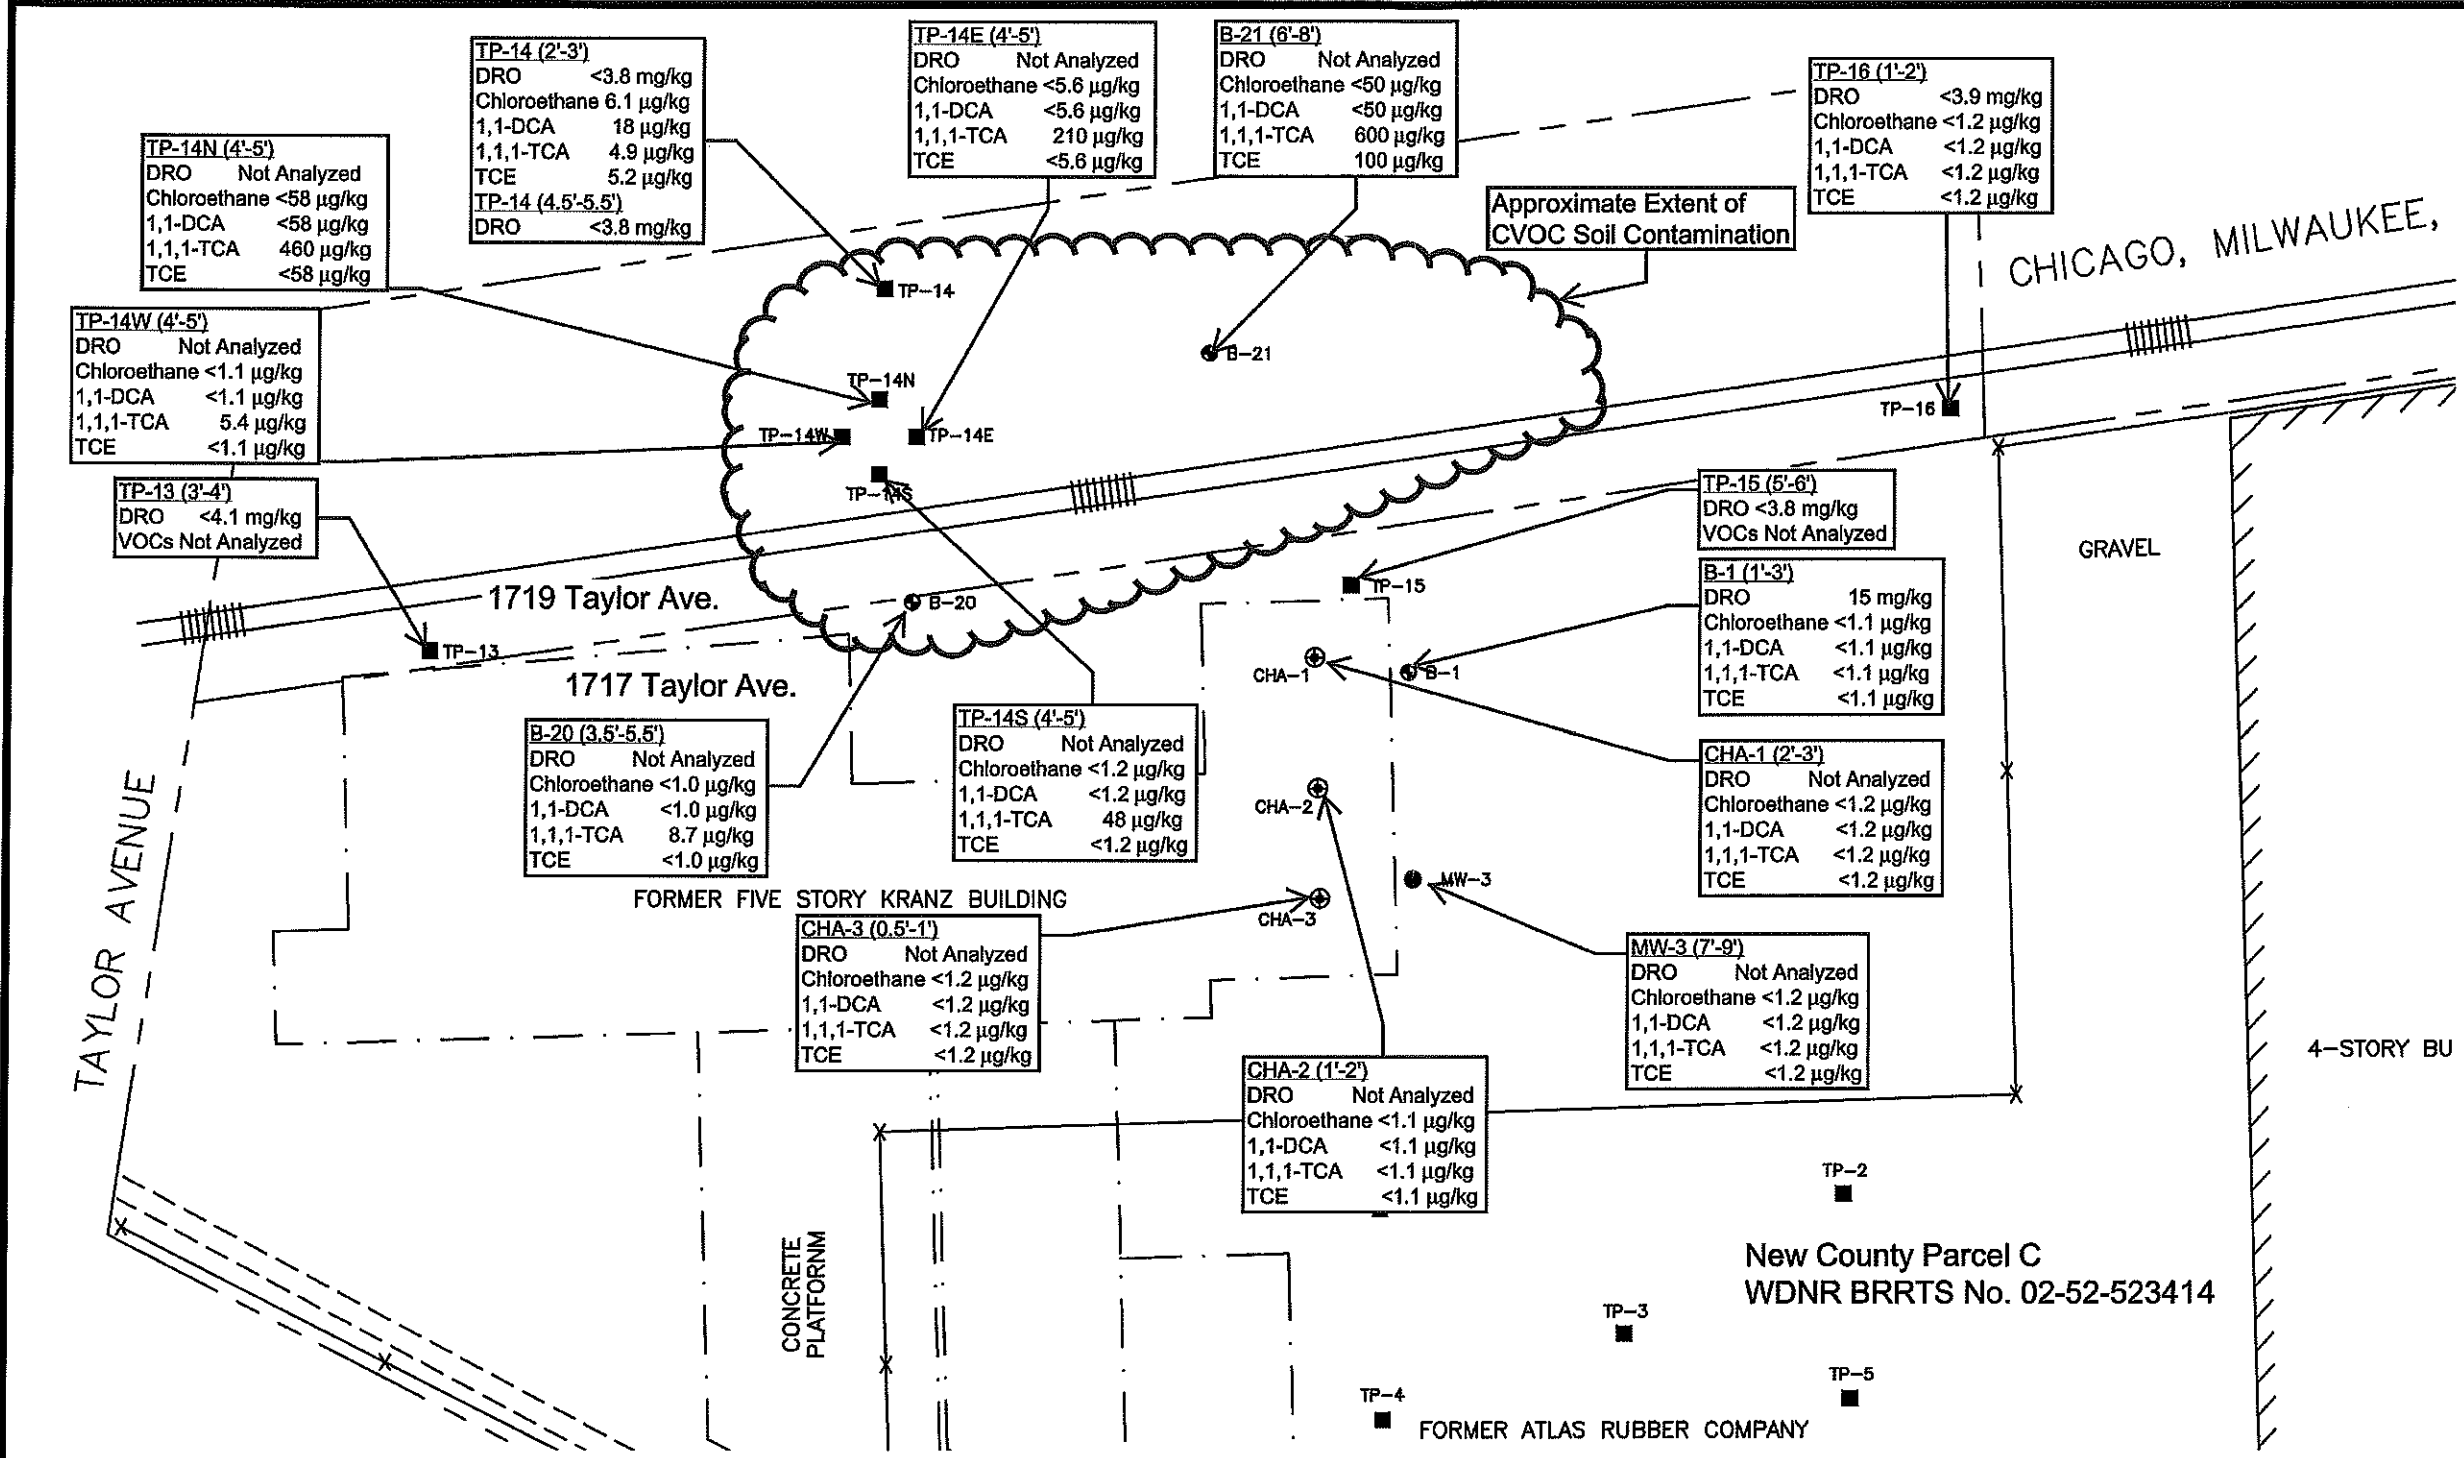 TP-14 (2'-3')
DRO <3.8 mg/kg
Chloroethane 6.1 µg/kg
1,1-DCA 18 µg/kg
1,1,1-TCA 4.9 µg/kg
TCE 5.2 µg/kg
TP-14 (4.5'-5.5')
DRO <3.8 mg/kg
TP-14E (4'-5')
DRO Not Analyzed
Chloroethane <5.6 µg/kg
1,1-DCA <5.6 µg/kg
1,1,1-TCA 210 µg/kg
TCE <5.6 µg/kg
B-21 (6'-8')
DRO Not Analyzed
Chloroethane <50 µg/kg
1,1-DCA <50 µg/kg
1,1,1-TCA 600 µg/kg
TCE 100 µg/kg
TP-16 (1'-2')
DRO <3.9 mg/kg
Chloroethane <1.2 µg/kg
1,1-DCA <1.2 µg/kg
1,1,1-TCA <1.2 µg/kg
TCE <1.2 µg/kg
TP-14N (4'-5')
DRO Not Analyzed
Chloroethane <58 µg/kg
1,1-DCA <58 µg/kg
1,1,1-TCA 460 µg/kg
TCE <58 µg/kg
Approximate Extent of
CVOC Soil Contamination
CHICAGO, MILWAUKEE,
TP-14
B-21
TP-14W (4'-5')
DRO Not Analyzed
Chloroethane <1.1 µg/kg
1,1-DCA <1.1 µg/kg
1,1,1-TCA 5.4 µg/kg
TCE <1.1 µg/kg
TP-14N
TP-14W
TP-14E
TP-14S
TP-16
TP-13 (3'-4')
DRO <4.1 mg/kg
VOCs Not Analyzed
TP-15 (5'-6')
DRO <3.8 mg/kg
VOCs Not Analyzed
GRAVEL
1719 Taylor Ave.
B-20
TP-15
TP-13
1717 Taylor Ave.
CHA-1
B-1
B-1 (1'-3')
DRO 15 mg/kg
Chloroethane <1.1 µg/kg
1,1-DCA <1.1 µg/kg
1,1,1-TCA <1.1 µg/kg
TCE <1.1 µg/kg
B-20 (3.5'-5.5')
DRO Not Analyzed
Chloroethane <1.0 µg/kg
1,1-DCA <1.0 µg/kg
1,1,1-TCA 8.7 µg/kg
TCE <1.0 µg/kg
TP-14S (4'-5')
DRO Not Analyzed
Chloroethane <1.2 µg/kg
1,1-DCA <1.2 µg/kg
1,1,1-TCA 48 µg/kg
TCE <1.2 µg/kg
CHA-1 (2'-3')
DRO Not Analyzed
Chloroethane <1.2 µg/kg
1,1-DCA <1.2 µg/kg
1,1,1-TCA <1.2 µg/kg
TCE <1.2 µg/kg
CHA-2
TAYLOR AVENUE
FORMER FIVE STORY KRANZ BUILDING
MW-3
CHA-3
CHA-3 (0.5'-1')
DRO Not Analyzed
Chloroethane <1.2 µg/kg
1,1-DCA <1.2 µg/kg
1,1,1-TCA <1.2 µg/kg
TCE <1.2 µg/kg
MW-3 (7'-9')
DRO Not Analyzed
Chloroethane <1.2 µg/kg
1,1-DCA <1.2 µg/kg
1,1,1-TCA <1.2 µg/kg
TCE <1.2 µg/kg
4-STORY BU
CHA-2 (1'-2')
DRO Not Analyzed
Chloroethane <1.1 µg/kg
1,1-DCA <1.1 µg/kg
1,1,1-TCA <1.1 µg/kg
TCE <1.1 µg/kg
TP-2
CONCRETE
PLATFORNM
New County Parcel C
WDNR BRRTS No. 02-52-523414
TP-3
TP-5
TP-4
FORMER ATLAS RUBBER COMPANY